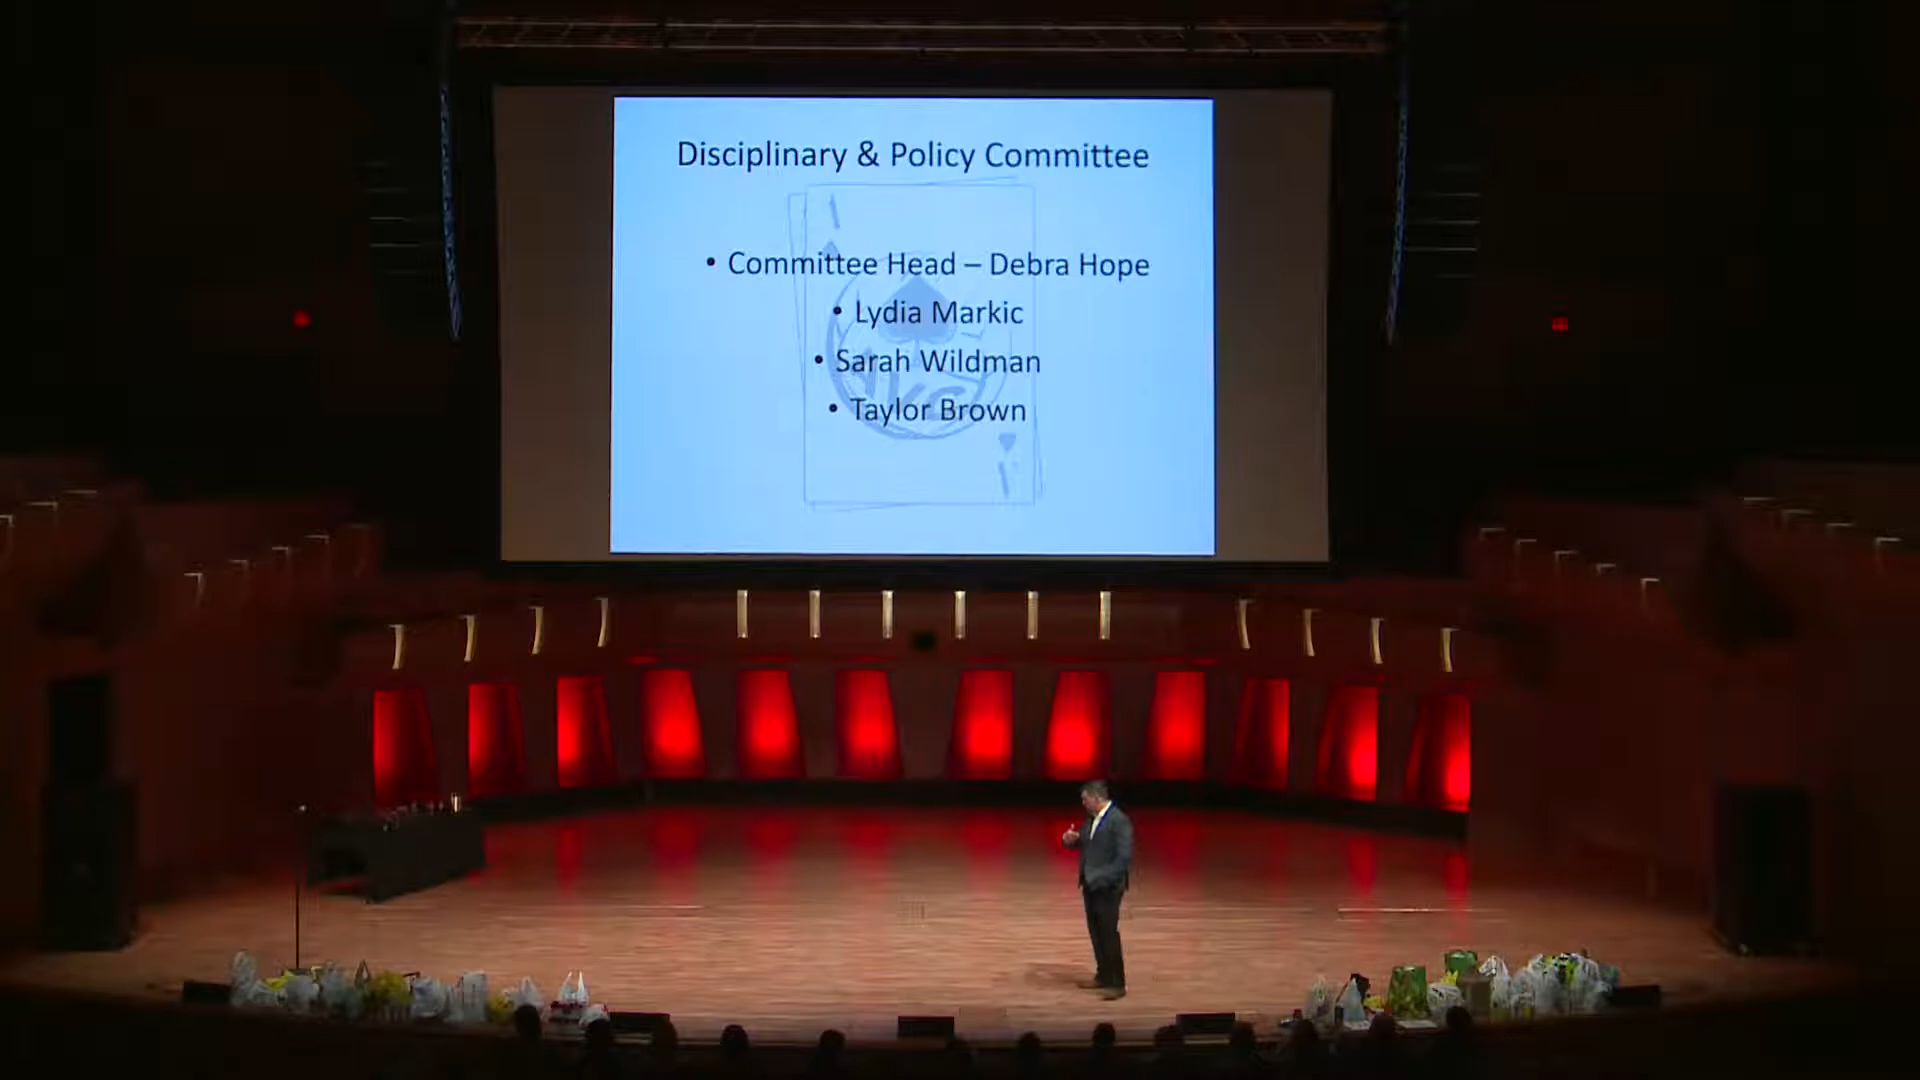 Disciplinary & Policy Committee
• Committee Head – Debra Hope
• Lydia Markic
• Sarah Wildman
• Taylor Brown